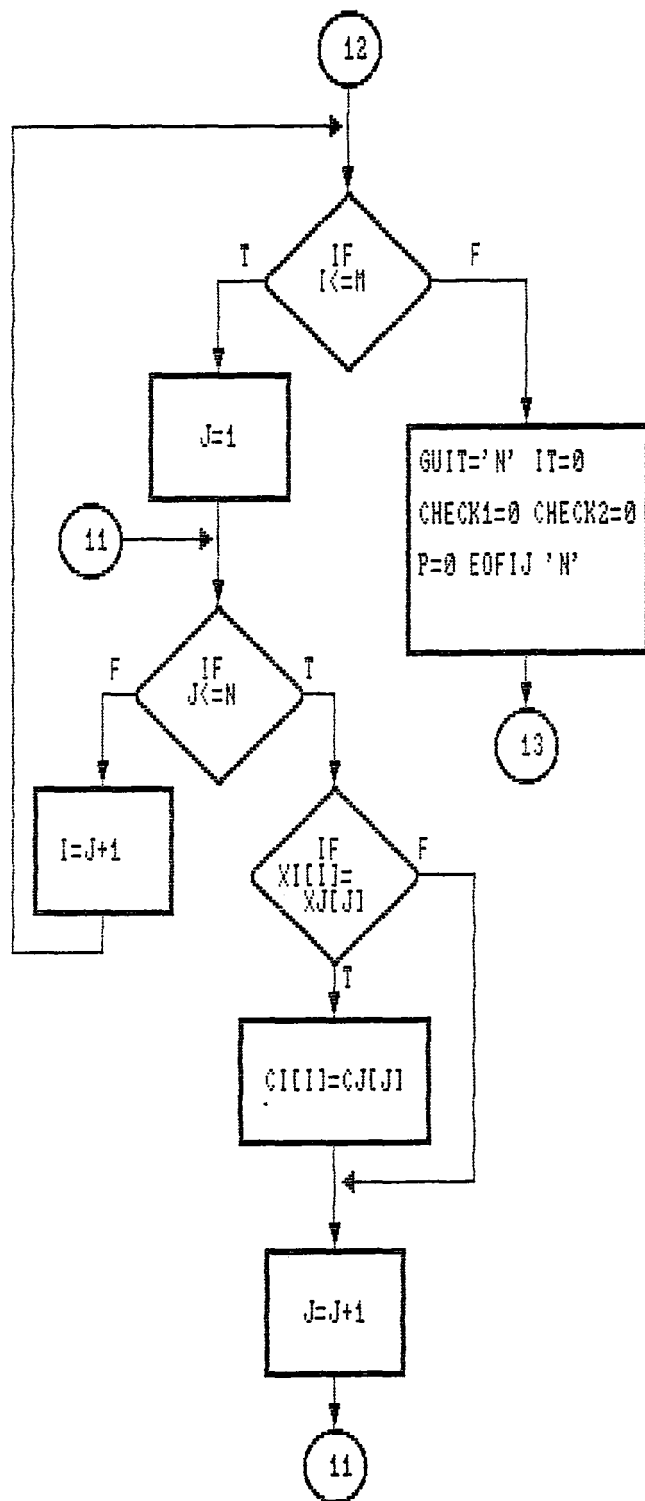 12
T
IF
F
I<=M
J=1
GUIT='N' IT=0
CHECK1=0 CHECK2=0
P=0 EOFIJ 'N'
11
F
IF
T
J<=N
13
I=J+1
IF
F
XI[I]=
XJ[J]
T
CI[I]=CJ[J]
J=J+1
11